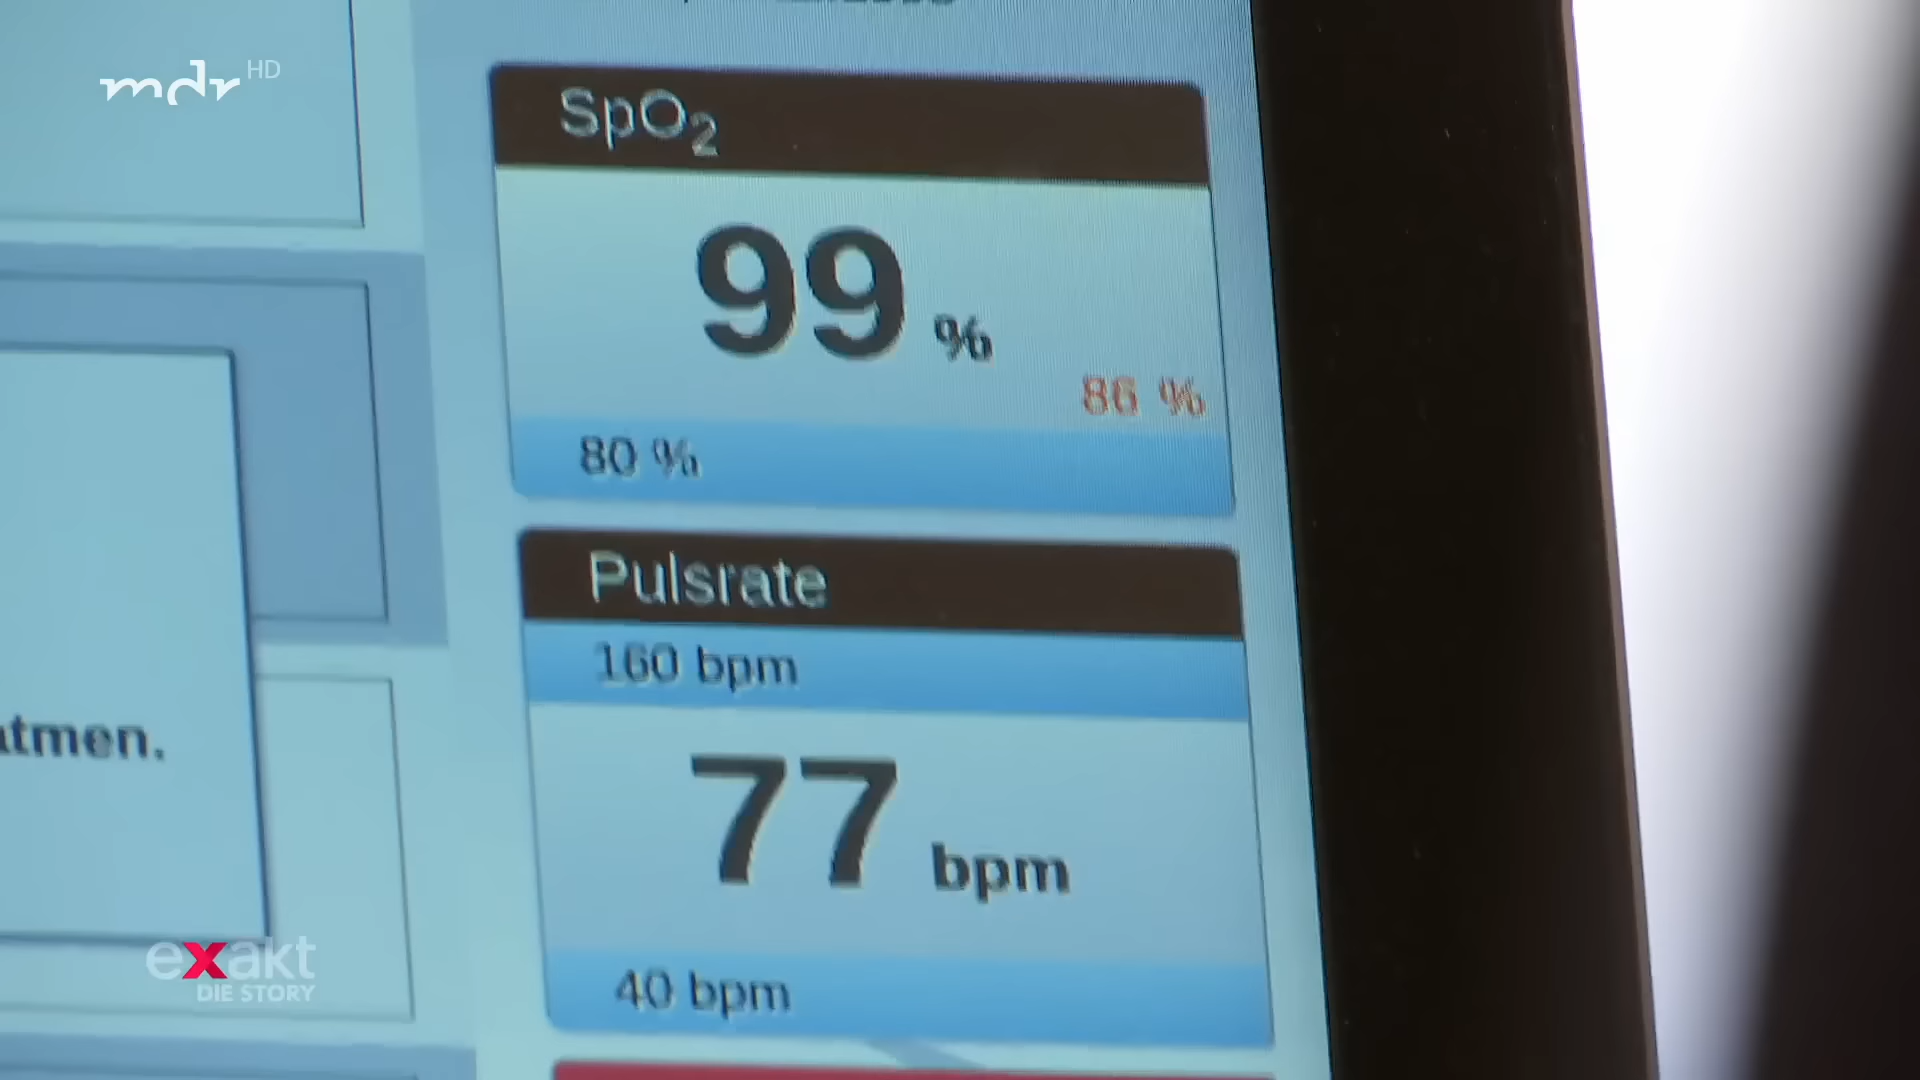 mdr HD
SpO₂
99 %
86 %
80 %
Pulsrate
160 bpm
77 bpm
40 bpm
atmen.
exakt
DIE STORY